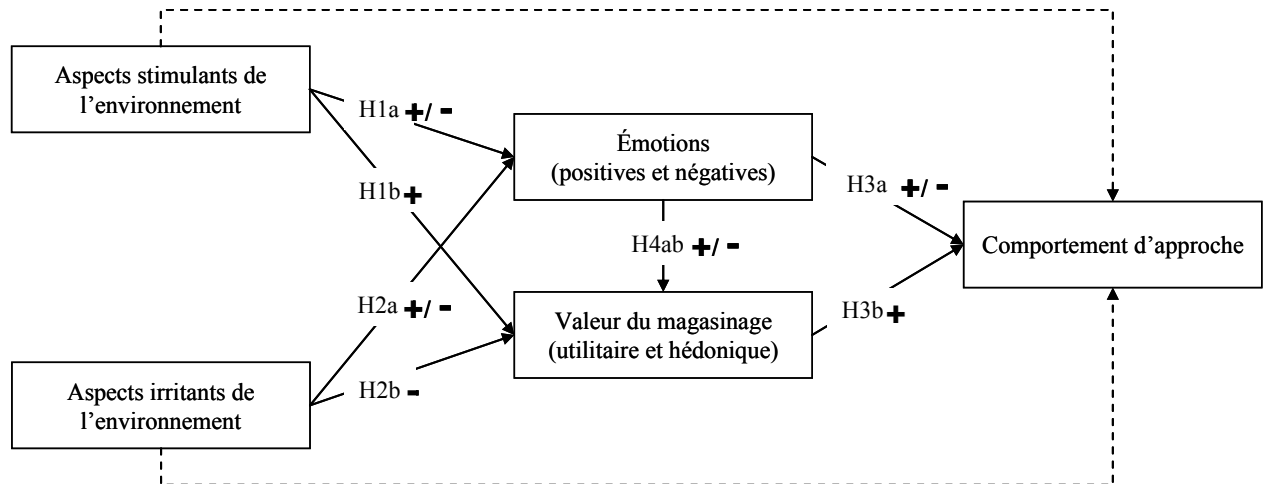 Aspects stimulants de
l’environnement
H1a +/ -
Émotions
(positives et négatives)
H1b +
H3a +/ -
H4ab +/ -
Comportement d’approche
H2a +/ -
Valeur du magasinage
(utilitaire et hédonique)
H3b +
Aspects irritants de
l’environnement
H2b -